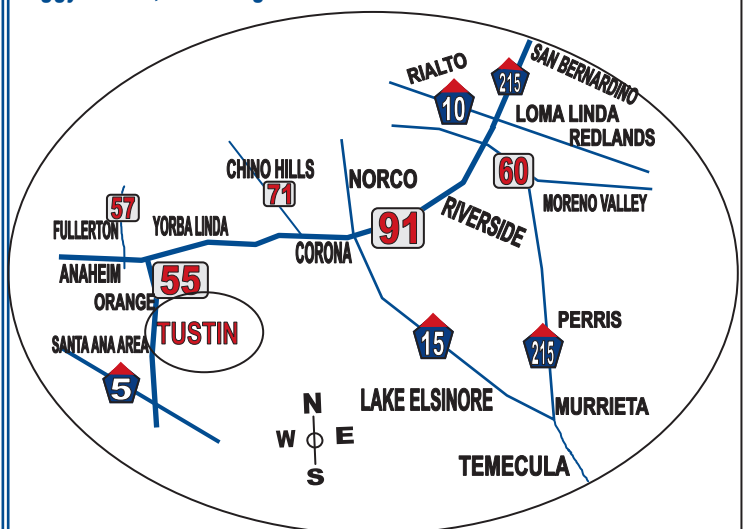 RIALTO
215
SAN BERNARDINO
10
LOMA LINDA
REDLANDS
CHINO HILLS
71
NORCO
60
MORENO VALLEY
57
FULLERTON
YORBA LINDA
91
RIVERSIDE
CORONA
ANAHEIM
55
ORANGE
TUSTIN
SANTA ANA AREA
5
15
PERRIS
215
LAKE ELSINORE
MURRIETA
N
W E
S
TEMECULA